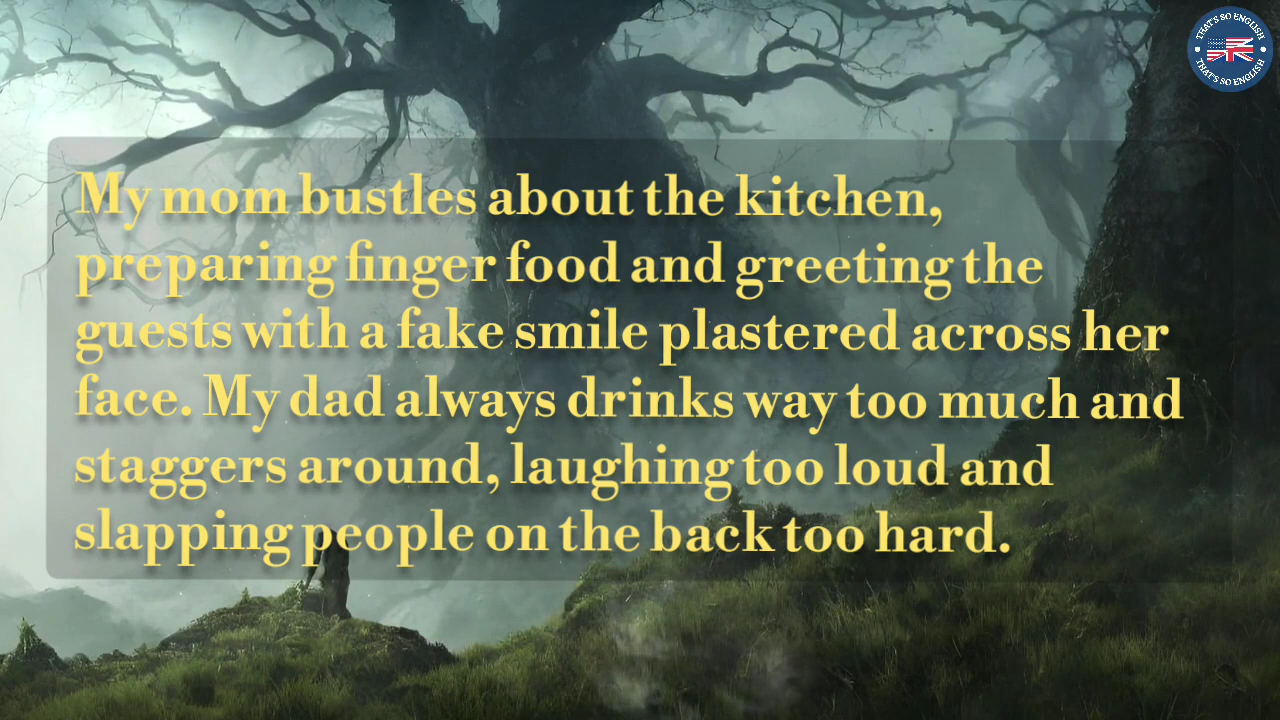 THAT'S SO ENGLISH
THAT'S SO ENGLISH
My mom bustles about the kitchen,
preparing finger food and greeting the
guests with a fake smile plastered across her
face. My dad always drinks way too much and
staggers around, laughing too loud and
slapping people on the back too hard.